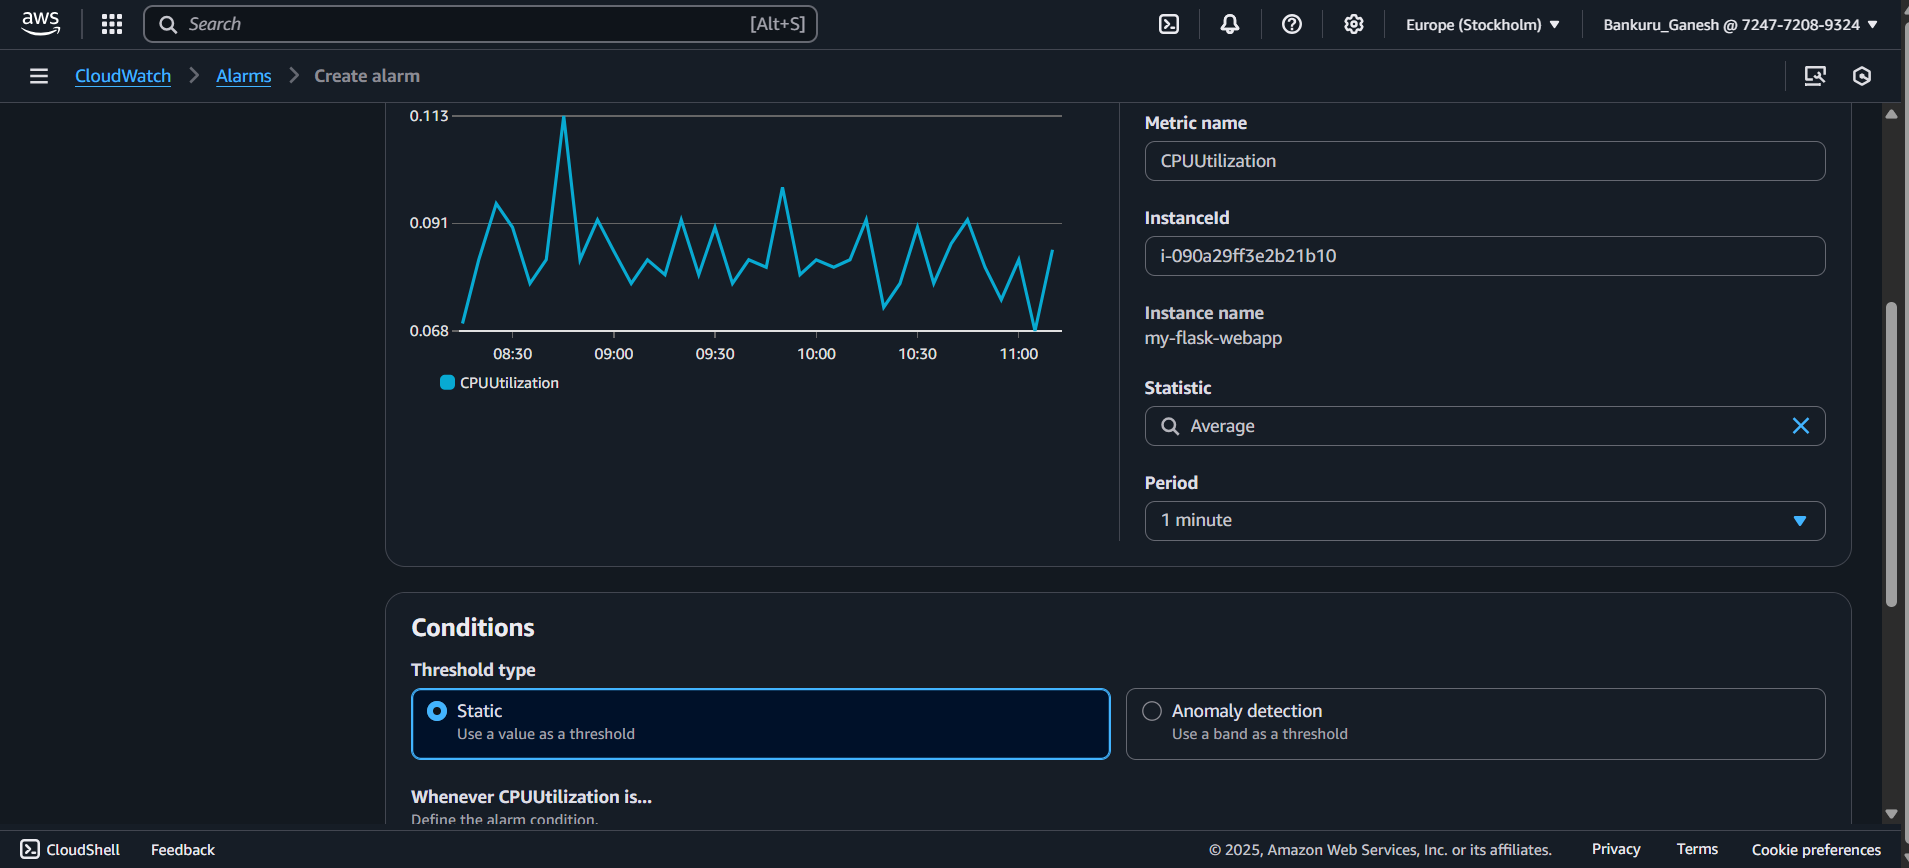 aws
Search
[Alt+S]
Europe (Stockholm)
Bankuru_Ganesh @ 7247-7208-9324
CloudWatch
Alarms
Create alarm
0.113
0.091
0.068
08:30
09:00
09:30
10:00
10:30
11:00
CPUUtilization
Metric name
CPUUtilization
InstanceId
i-090a29ff3e2b21b10
Instance name
my-flask-webapp
Statistic
Average
Period
1 minute
Conditions
Threshold type
Static
Use a value as a threshold
Anomaly detection
Use a band as a threshold
Whenever CPUUtilization is...
Define the alarm condition.
CloudShell
Feedback
© 2025, Amazon Web Services, Inc. or its affiliates.
Privacy
Terms
Cookie preferences